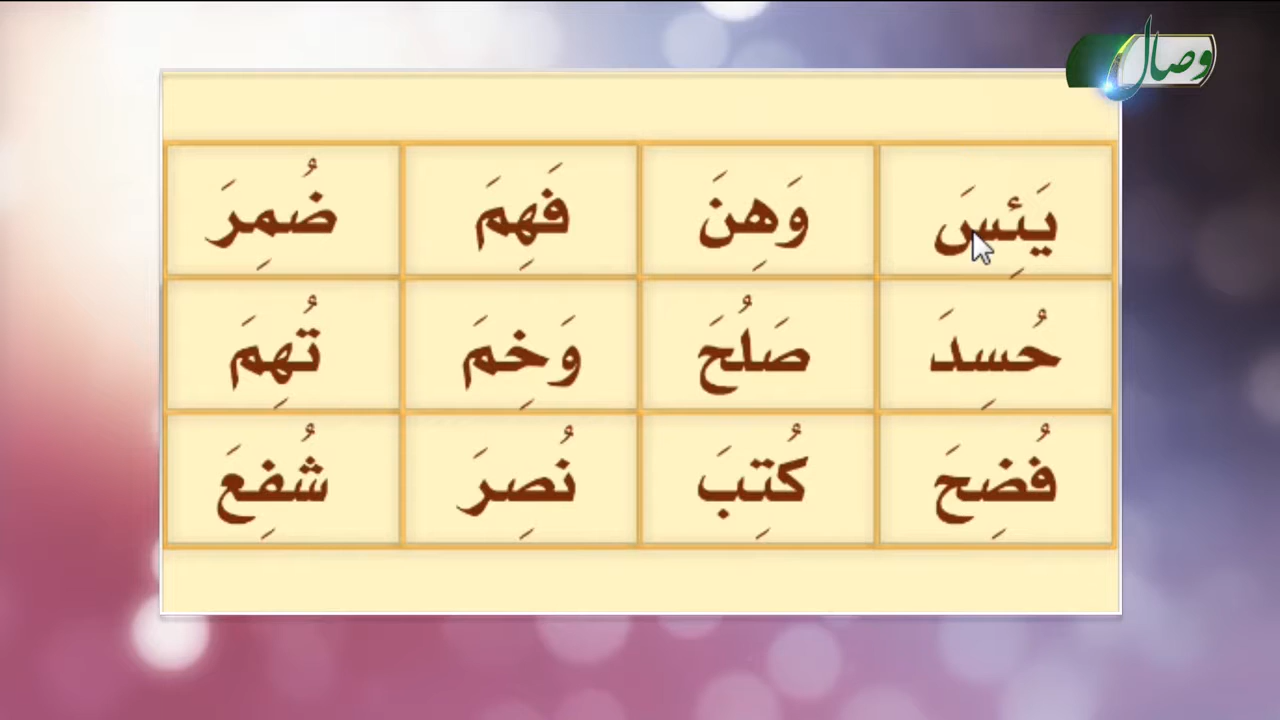 وصال
يَئِسَ وَهِنَ فَهِمَ ضُمِرَ
حُسِدَ صَلُحَ وَخِمَ تُهِمَ
فُضِحَ كُتِبَ نُصِرَ شُفِعَ